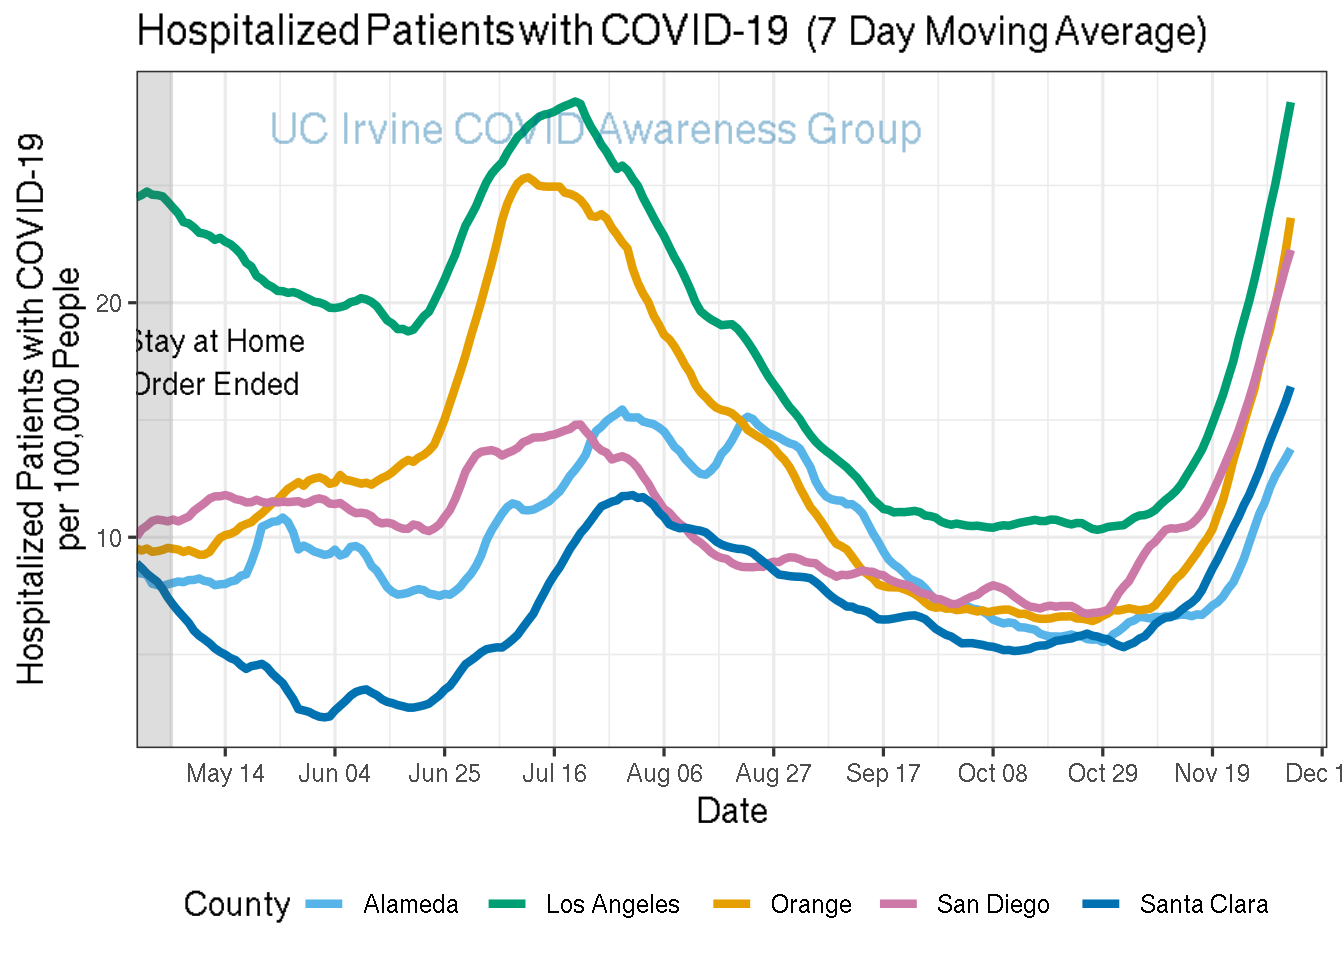 Hospitalized Patients with COVID-19 (7 Day Moving Average)
UC Irvine COVID Awareness Group
Hospitalized Patients with COVID-19
per 100,000 People
20
10
Stay at Home
Order Ended
May 14 Jun 04 Jun 25 Jul 16 Aug 06 Aug 27 Sep 17 Oct 08 Oct 29 Nov 19 Dec 1
Date
County Alameda Los Angeles Orange San Diego Santa Clara